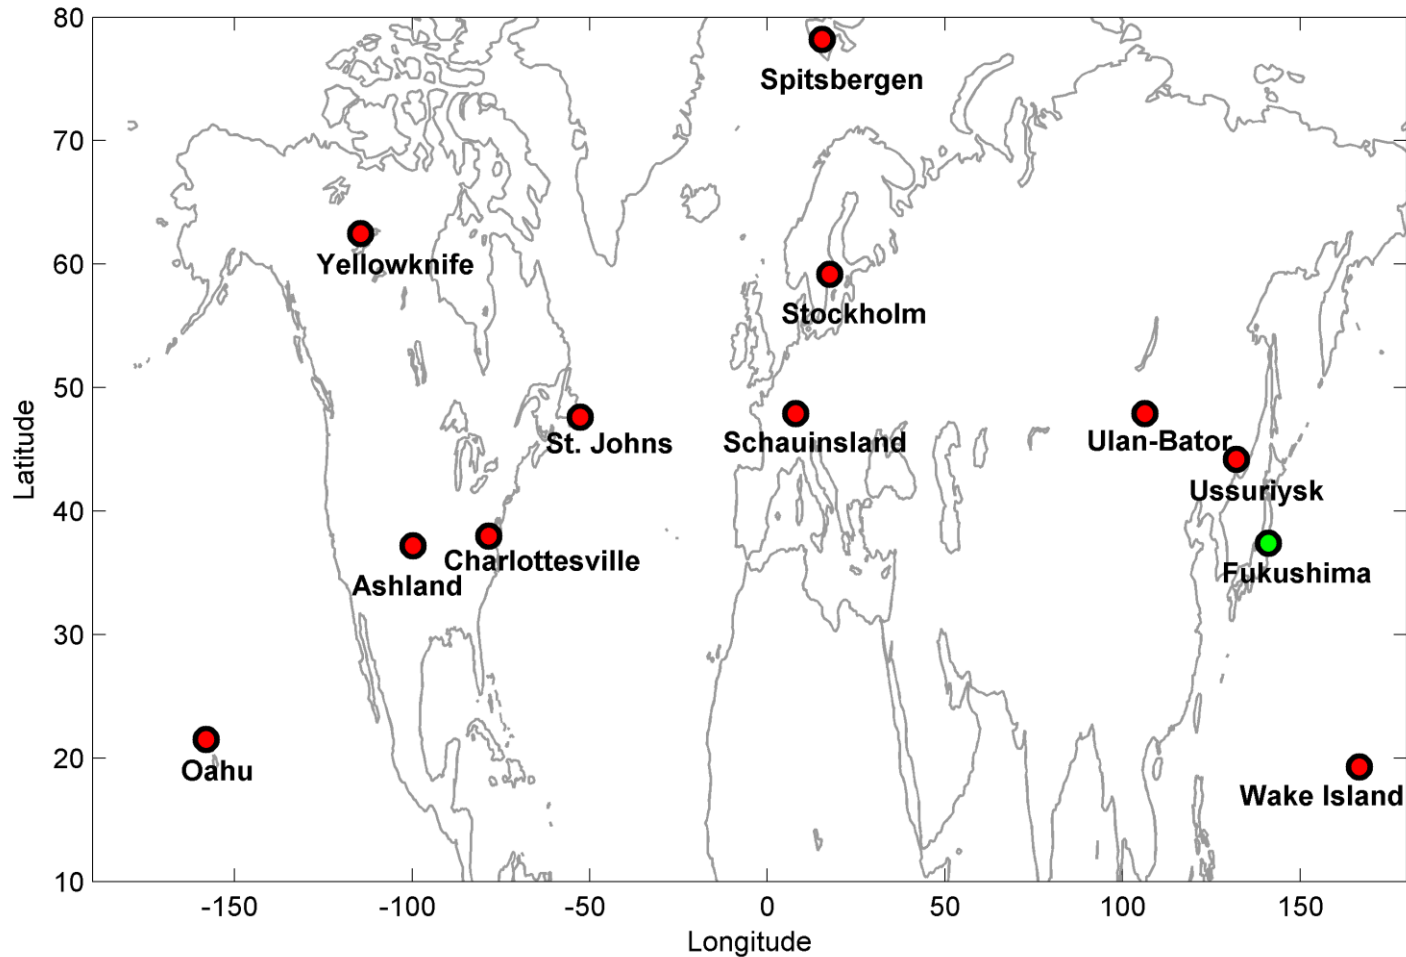 80
Spitsbergen
70
Yellowknife
60
Stockholm
50
St. Johns
Schauinsland
Ulan-Bator
Ussuriysk
Latitude
40
Charlottesville
Ashland
Fukushima
30
20
Oahu
Wake Island
10
-150 -100 -50 0 50 100 150
Longitude